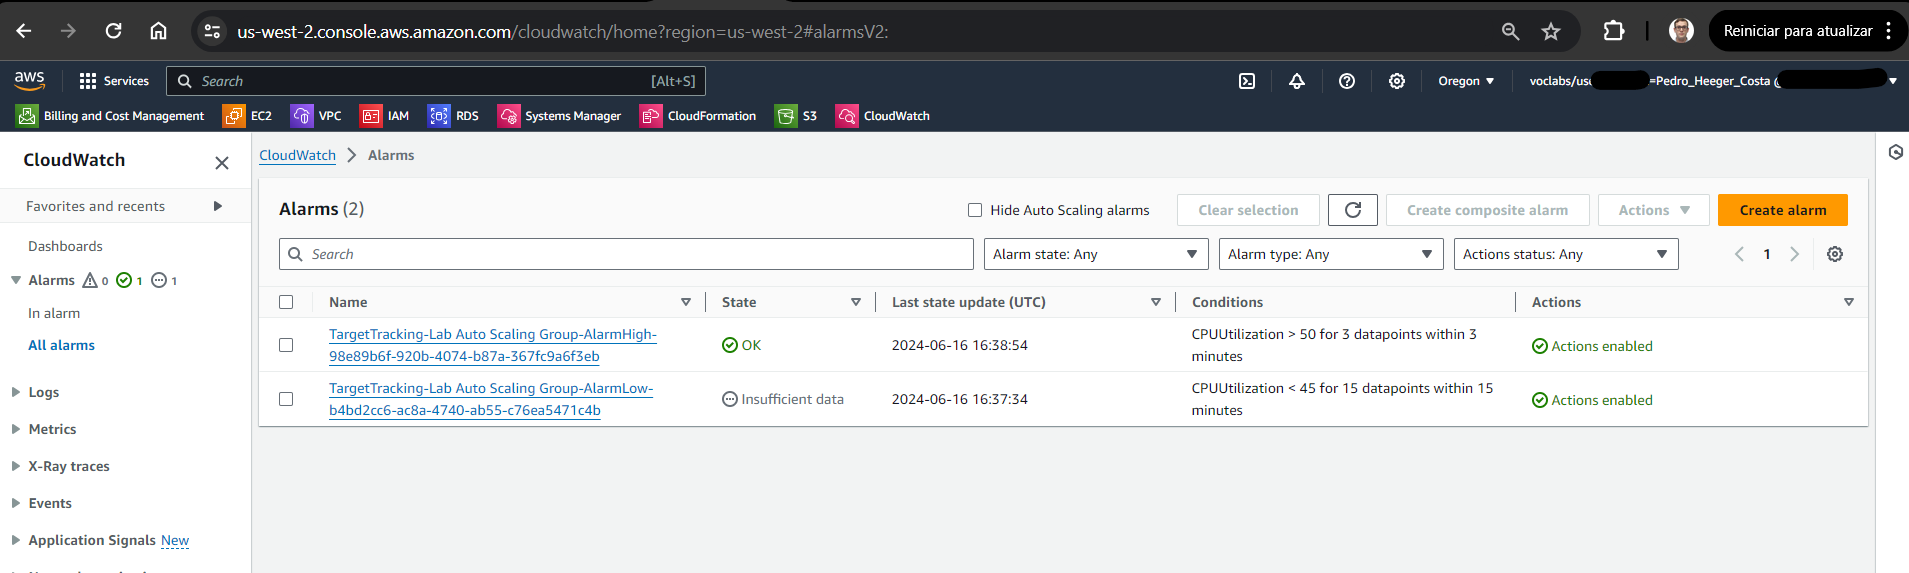 us-west-2.console.aws.amazon.com/cloudwatch/home?region=us-west-2#alarmsV2:
Reiniciar para atualizar
aws
Services
Search
[Alt+S]
Oregon
voclabs/use
=Pedro_Heeger_Costa @
Billing and Cost Management
EC2
VPC
IAM
RDS
Systems Manager
CloudFormation
S3
CloudWatch
CloudWatch
Favorites and recents
Dashboards
Alarms 0 1 1
In alarm
All alarms
Logs
Metrics
X-Ray traces
Events
Application Signals New
CloudWatch
Alarms
Alarms (2)
Hide Auto Scaling alarms
Clear selection
Create composite alarm
Actions
Create alarm
Search
Alarm state: Any
Alarm type: Any
Actions status: Any
1
Name
State
Last state update (UTC)
Conditions
Actions
TargetTracking-Lab Auto Scaling Group-AlarmHigh-
98e89b6f-920b-4074-b87a-367fc9a6f3eb
OK
2024-06-16 16:38:54
CPUUtilization > 50 for 3 datapoints within 3
minutes
Actions enabled
TargetTracking-Lab Auto Scaling Group-AlarmLow-
b4bd2cc6-ac8a-4740-ab55-c76ea5471c4b
Insufficient data
2024-06-16 16:37:34
CPUUtilization < 45 for 15 datapoints within 15
minutes
Actions enabled